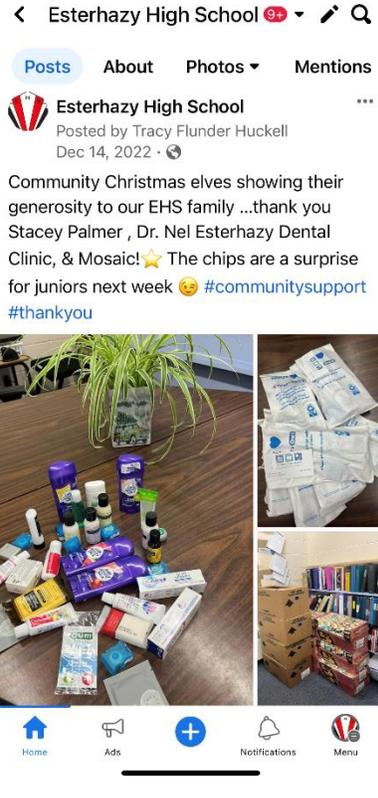 Esterhazy High School 9+
Posts About Photos Mentions
Esterhazy High School
Posted by Tracy Flunder Huckell
Dec 14, 2022 ·
Community Christmas elves showing their
generosity to our EHS family ...thank you
Stacey Palmer , Dr. Nel Esterhazy Dental
Clinic, & Mosaic!⭐ The chips are a surprise
for juniors next week 😉 #communitysupport
#thankyou
GUM
Home Ads Notifications Menu